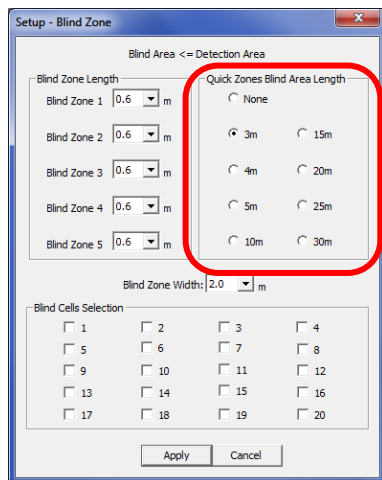 Setup - Blind Zone
Blind Area <= Detection Area
Blind Zone Length
Blind Zone 1 0.6 m
Blind Zone 2 0.6 m
Blind Zone 3 0.6 m
Blind Zone 4 0.6 m
Blind Zone 5 0.6 m
Quick Zones Blind Area Length
None
3m 15m
4m 20m
5m 25m
10m 30m
Blind Zone Width: 2.0 m
Blind Cells Selection
1 2 3 4
5 6 7 8
9 10 11 12
13 14 15 16
17 18 19 20
Apply Cancel